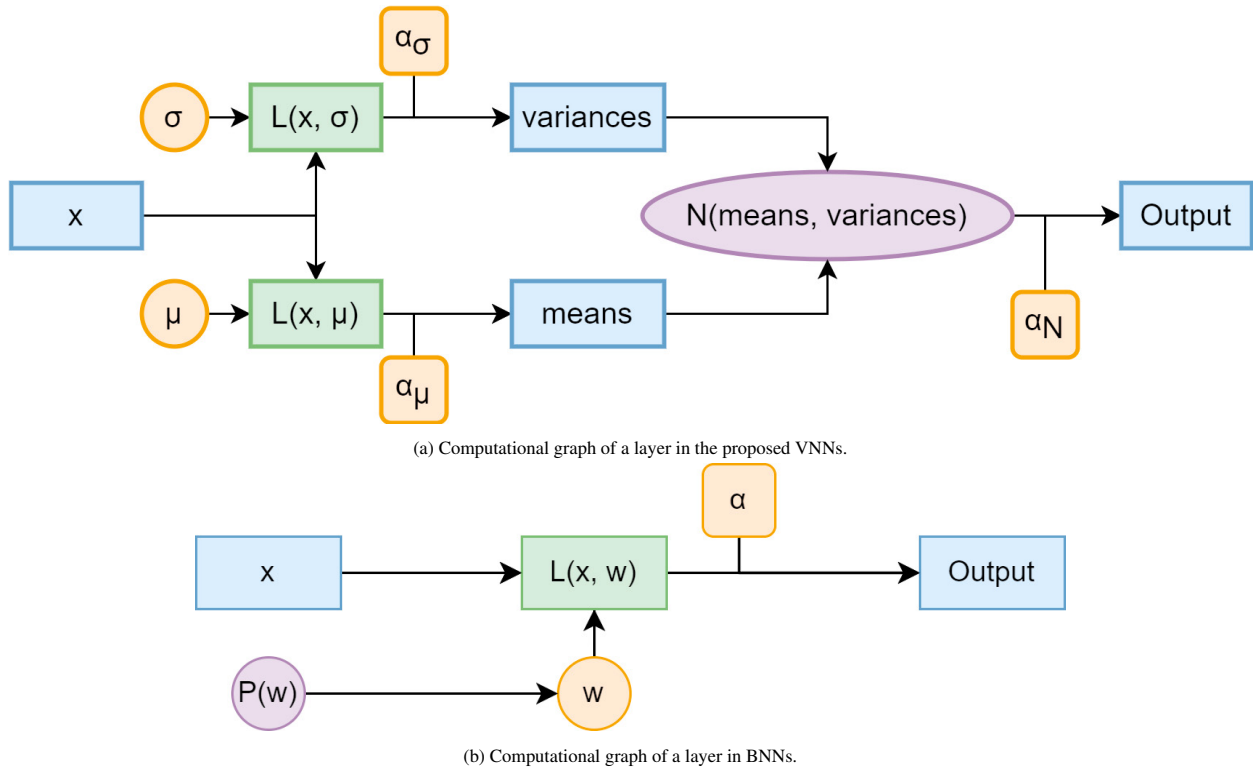 α_σ
σ
L(x, σ)
variances
x
N(means, variances)
Output
μ
L(x, μ)
means
α_N
α_μ
(a) Computational graph of a layer in the proposed VNNs.
α
x
L(x, w)
Output
P(w)
w
(b) Computational graph of a layer in BNNs.